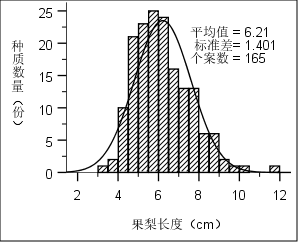 25
20
15
10
5
0
种质数量（份）
平均值 = 6.21
标准差= 1.401
个案数 = 165
2 4 6 8 10 12
果梨长度（cm）